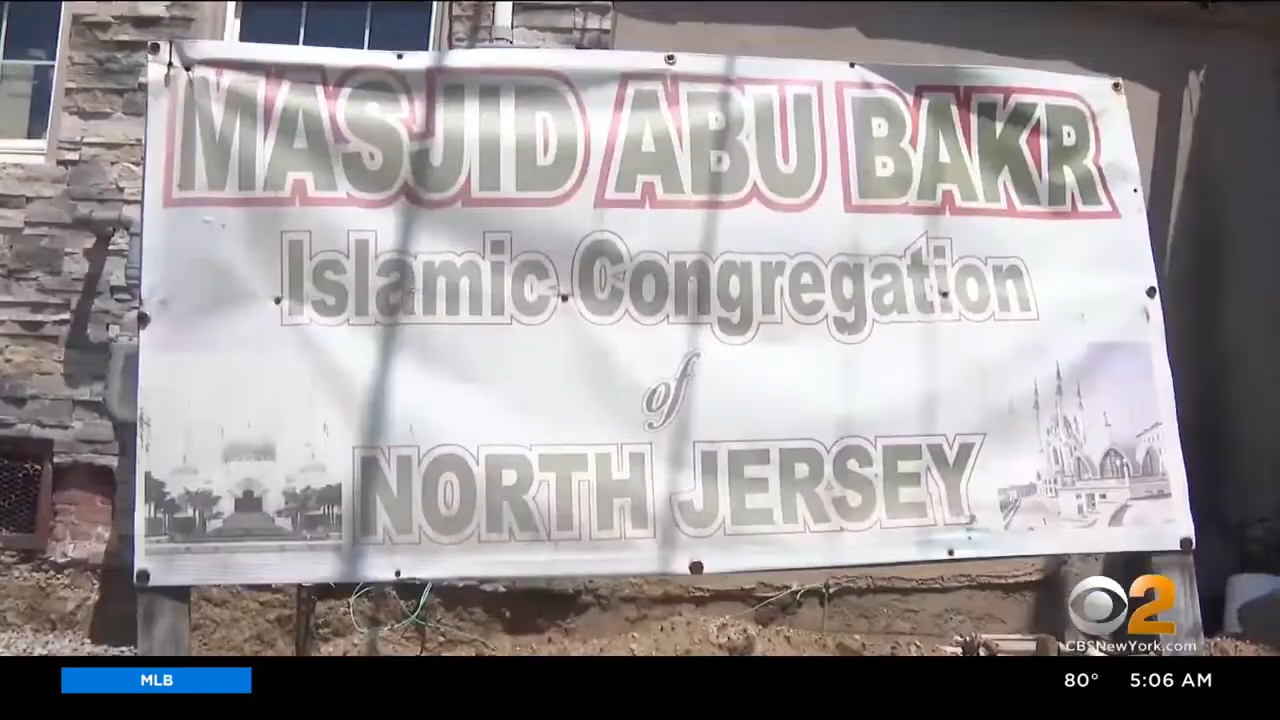 MASJID ABU BAKR
Islamic Congregation
of
NORTH JERSEY
2
CBSNewYork.com
MLB
80° 5:06 AM